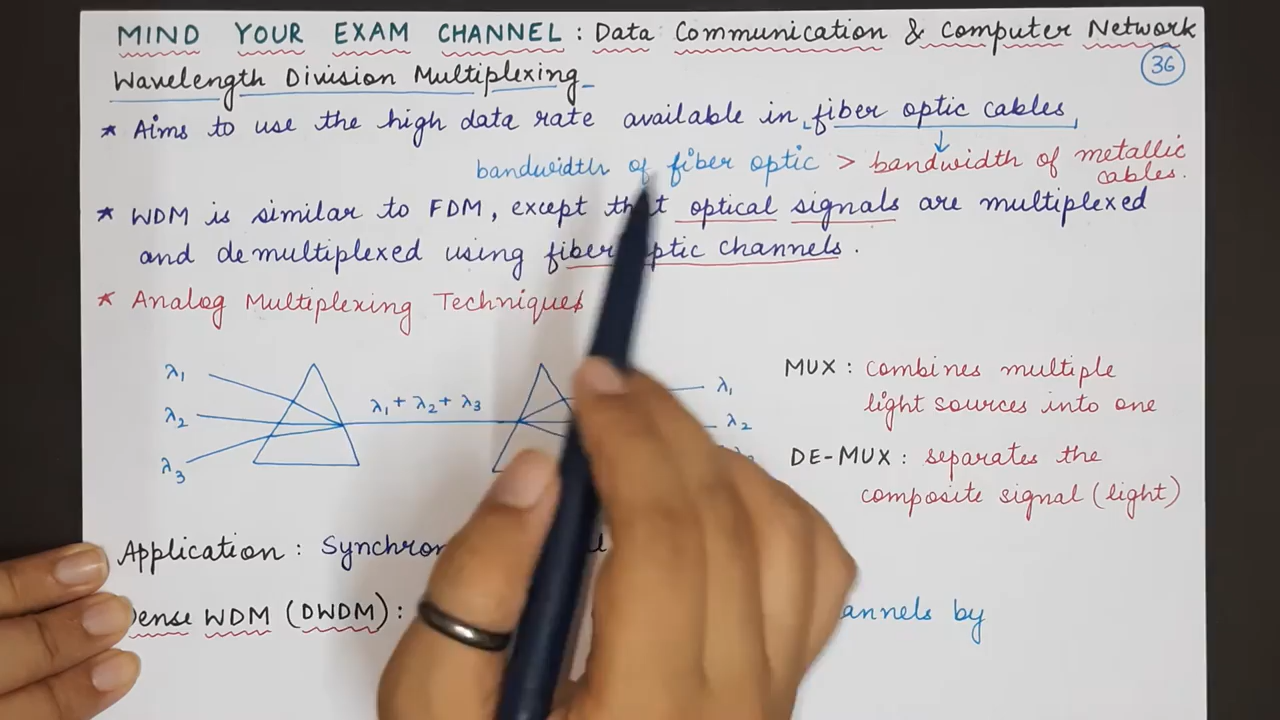 MIND YOUR EXAM CHANNEL : Data Communication & Computer Network
Wavelength Division Multiplexing
36
* Aims to use the high data rate available in fiber optic cables
bandwidth of fiber optic > bandwidth of metallic
cables.
* WDM is similar to FDM, except that optical signals are multiplexed
and demultiplexed using fiber optic channels.
* Analog Multiplexing Techniques
λ1
λ2
λ3
λ1 + λ2 + λ3
λ1
λ2
MUX : combines multiple
light sources into one
DE-MUX : separates the
composite signal (light)
Application :
Dense WDM (DWDM) : by